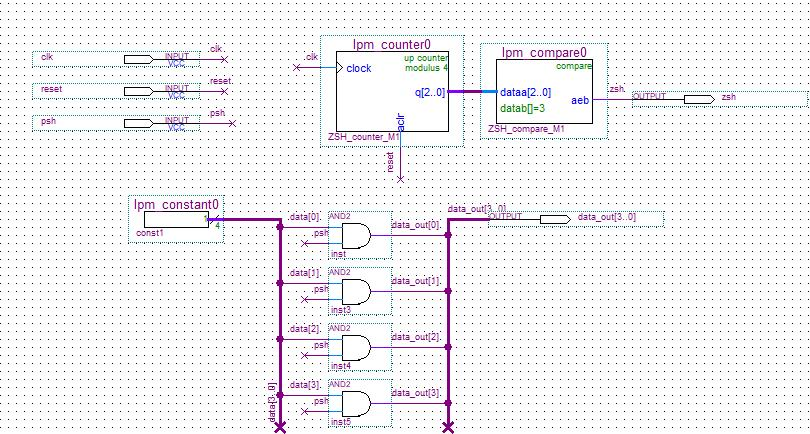 clk INPUT VCC clk
reset INPUT VCC reset
psh INPUT VCC psh
lpm_counter0
up counter
modulus 4
clk clock
q[2..0]
aclr
ZSH_counter_M1
reset
lpm_compare0
compare
dataa[2..0]
datab[]=3
aeb zsh OUTPUT zsh
ZSH_compare_M1
lpm_constant0
1 4
const1
data[3..0]
data[0]. AND2 data_out[0].
psh
inst
data[1]. AND2 data_out[1].
psh
inst3
data[2]. AND2 data_out[2].
psh
inst4
data[3]. AND2 data_out[3].
psh
inst5
data_out[3..0] OUTPUT data_out[3..0]